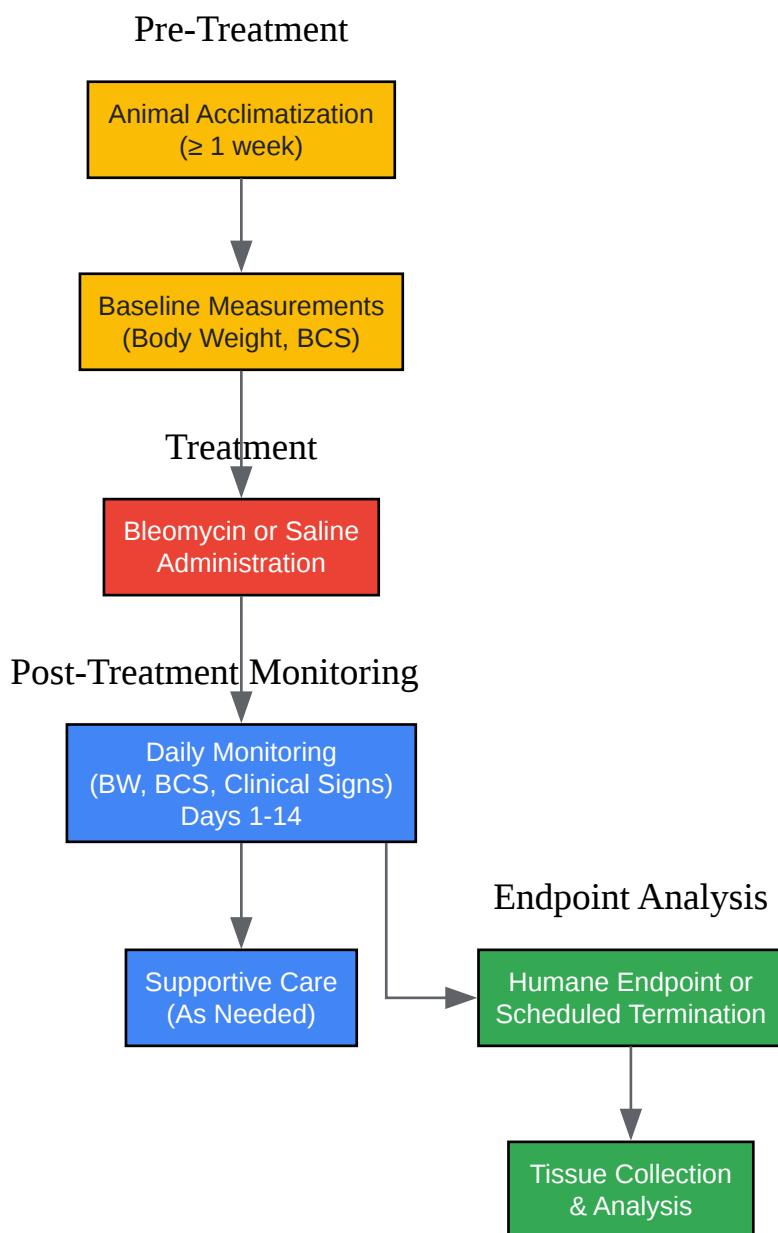 Pre-Treatment
Animal Acclimatization
(≥ 1 week)
Baseline Measurements
(Body Weight, BCS)
Treatment
Bleomycin or Saline
Administration
Post-Treatment Monitoring
Daily Monitoring
(BW, BCS, Clinical Signs)
Days 1-14
Supportive Care
(As Needed)
Endpoint Analysis
Humane Endpoint or
Scheduled Termination
Tissue Collection
& Analysis